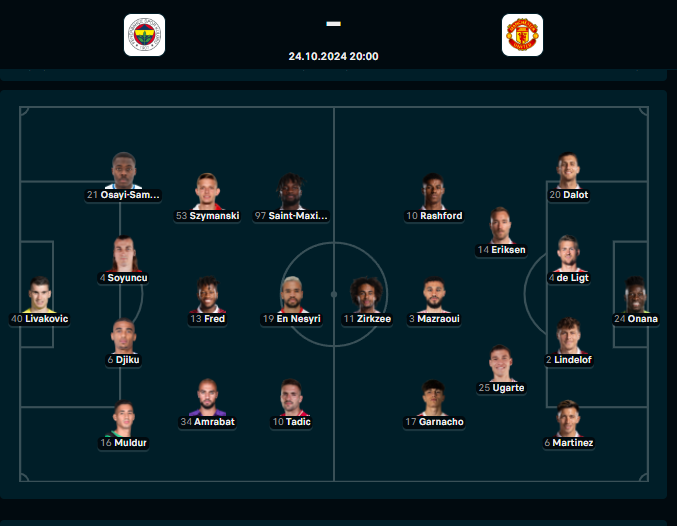 24.10.2024 20:00
21 Osayi-Sam...
53 Szymanski
97 Saint-Maxi...
10 Rashford
20 Dalot
14 Eriksen
4 Soyuncu
4 de Ligt
40 Livakovic
13 Fred
19 En Nesyri
11 Zirkzee
3 Mazraoui
24 Onana
6 Djiku
2 Lindelof
25 Ugarte
16 Muldur
34 Amrabat
10 Tadic
17 Garnacho
6 Martinez